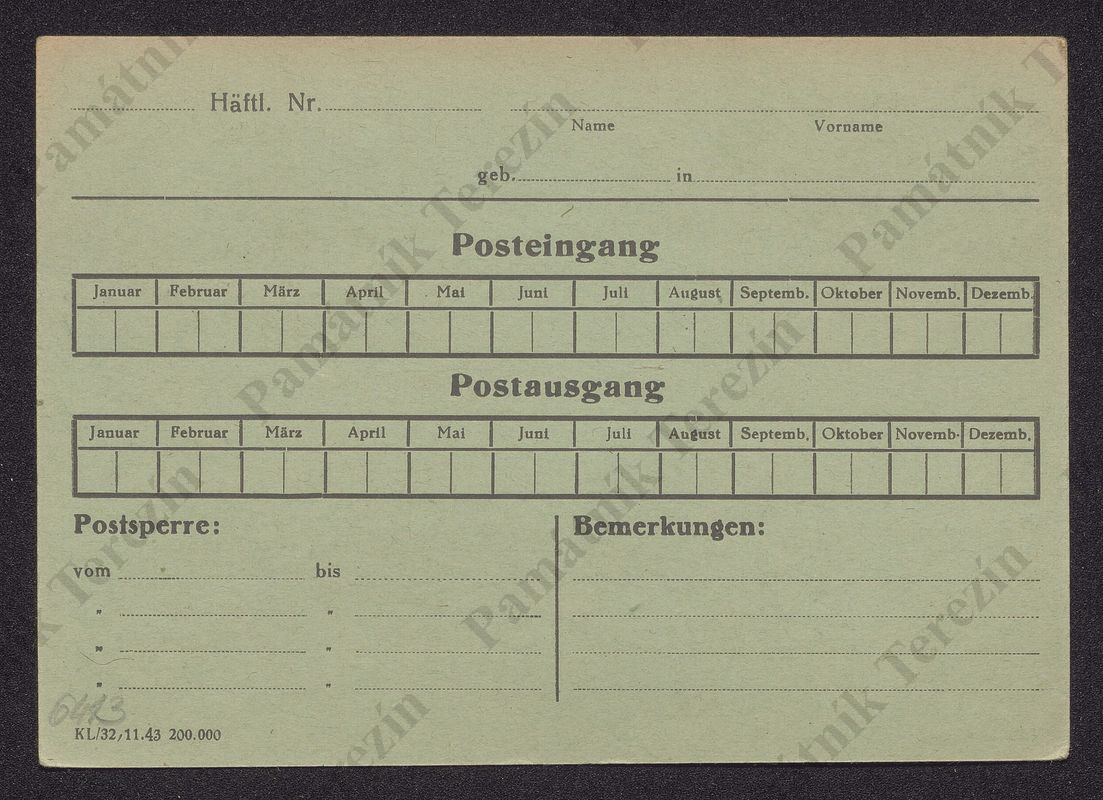 Häftl. Nr.
Name Vorname
geb. in
Posteingang
Januar Februar März April Mai Juni Juli August Septemb. Oktober Novemb. Dezemb.
Postausgang
Januar Februar März April Mai Juni Juli August Septemb. Oktober Novemb. Dezemb.
Postsperre: Bemerkungen:
vom bis
" "
" "
" "
KL/32, 11.43 200.000
Památník Terezín